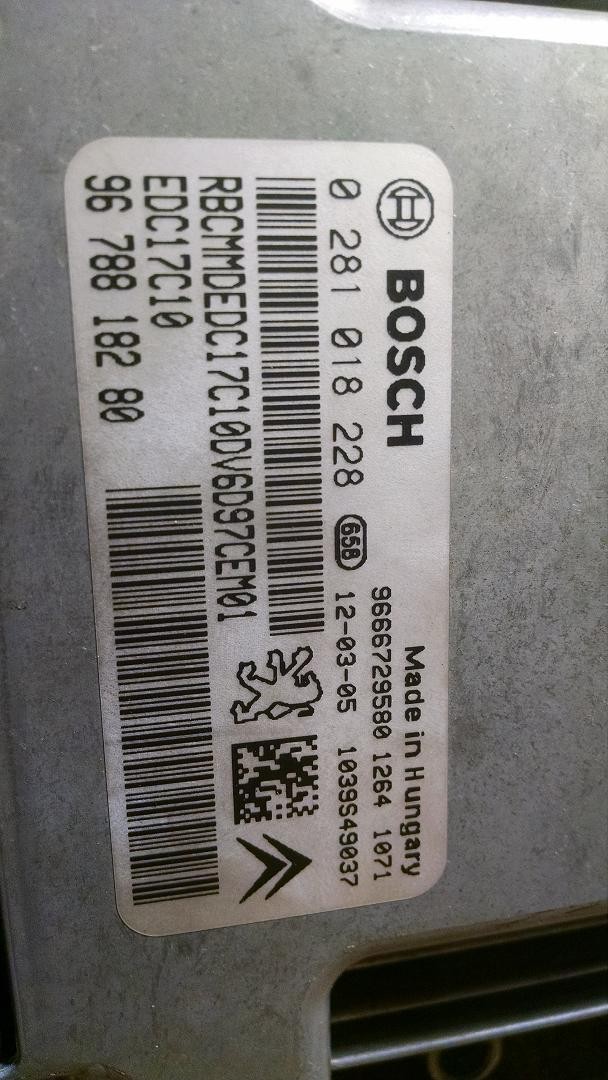 BOSCH
Made in Hungary
9666729580 1264 1071
0 281 018 228 65B 12-03-05 1039S49037
RBCMMDEDC17C10DV6D97CEM01
EDC17C10
96 788 182 80